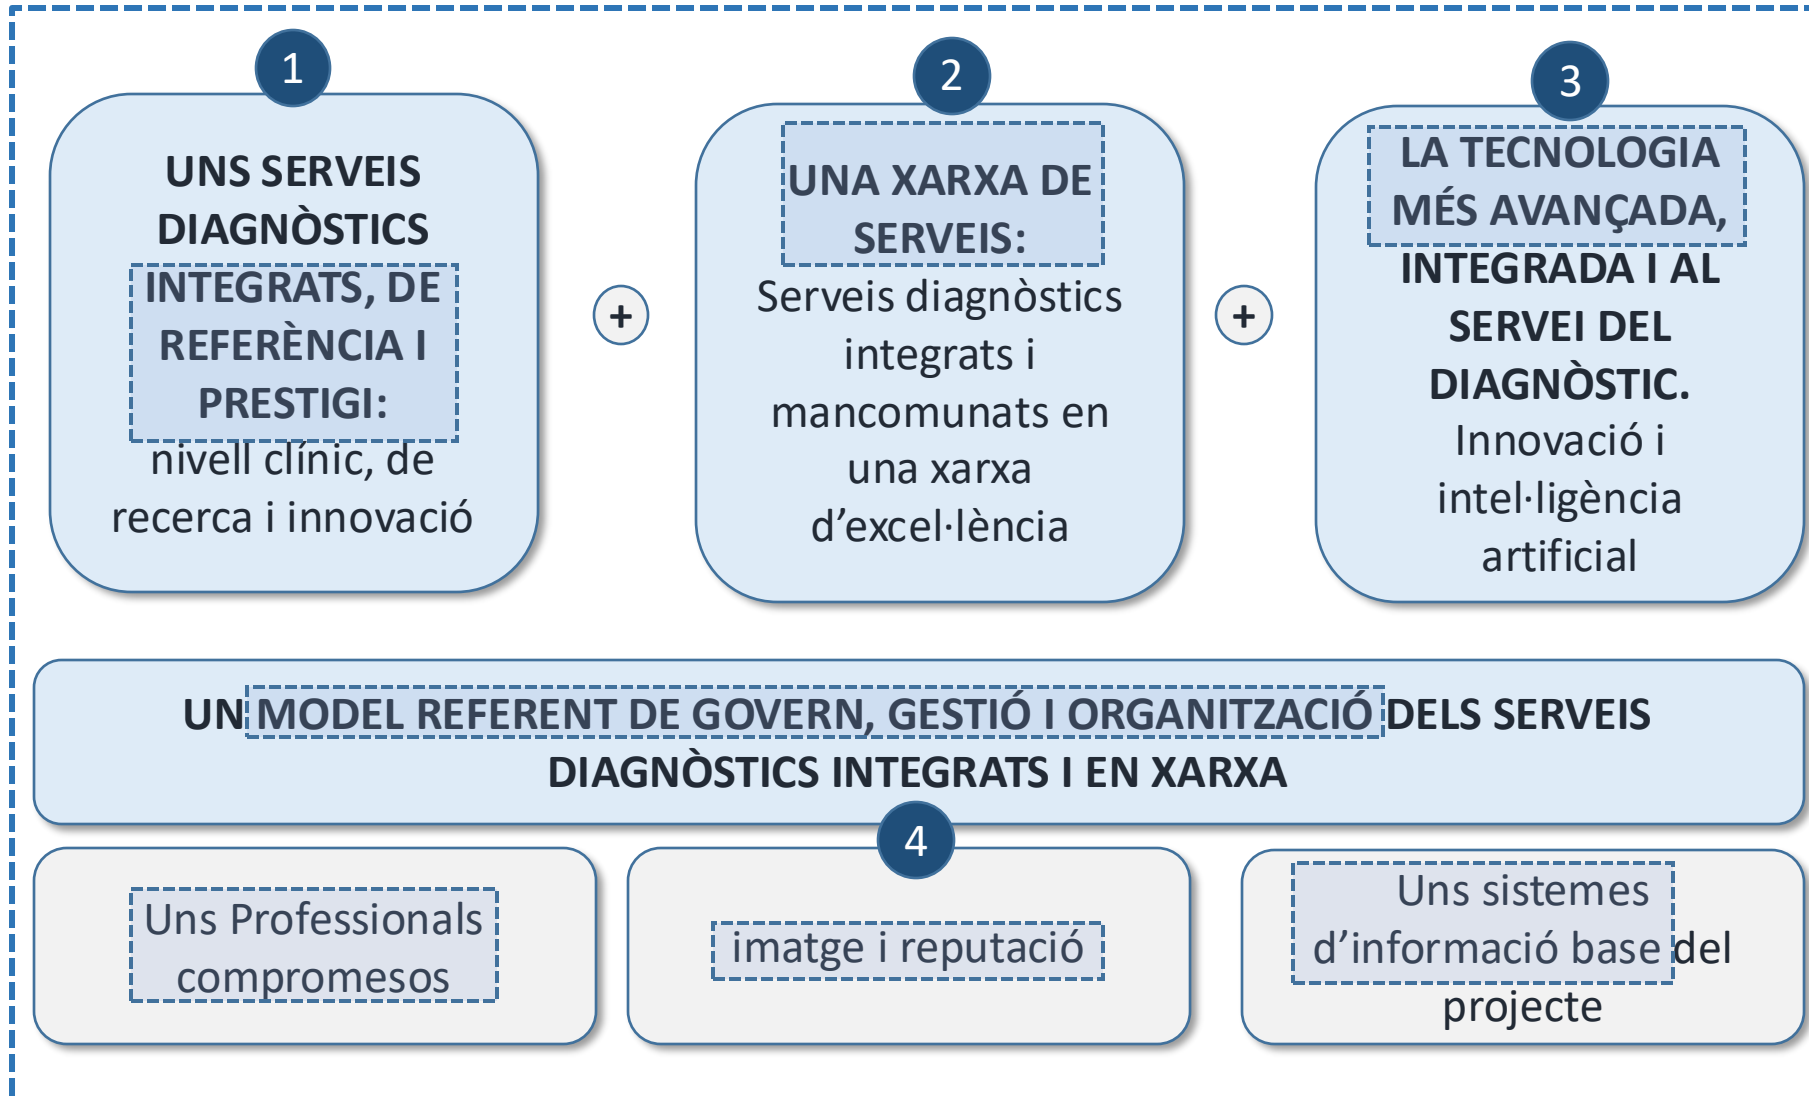 1
UNS SERVEIS
DIAGNÒSTICS
INTEGRATS, DE
REFERÈNCIA I
PRESTIGI:
nivell clínic, de
recerca i innovació
+
2
UNA XARXA DE
SERVEIS:
Serveis diagnòstics
integrats i
mancomunats en
una xarxa
d’excel·lència
+
3
LA TECNOLOGIA
MÉS AVANÇADA,
INTEGRADA I AL
SERVEI DEL
DIAGNÒSTIC.
Innovació i
intel·ligència
artificial
UN MODEL REFERENT DE GOVERN, GESTIÓ I ORGANITZACIÓ DELS SERVEIS
DIAGNÒSTICS INTEGRATS I EN XARXA
4
Uns Professionals
compromesos
imatge i reputació
Uns sistemes
d’informació base del
projecte